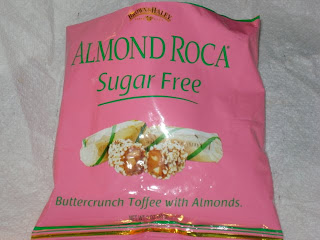 BROWN & HALEY
ALMOND ROCA
Sugar Free
Buttercrunch Toffee with Almonds.